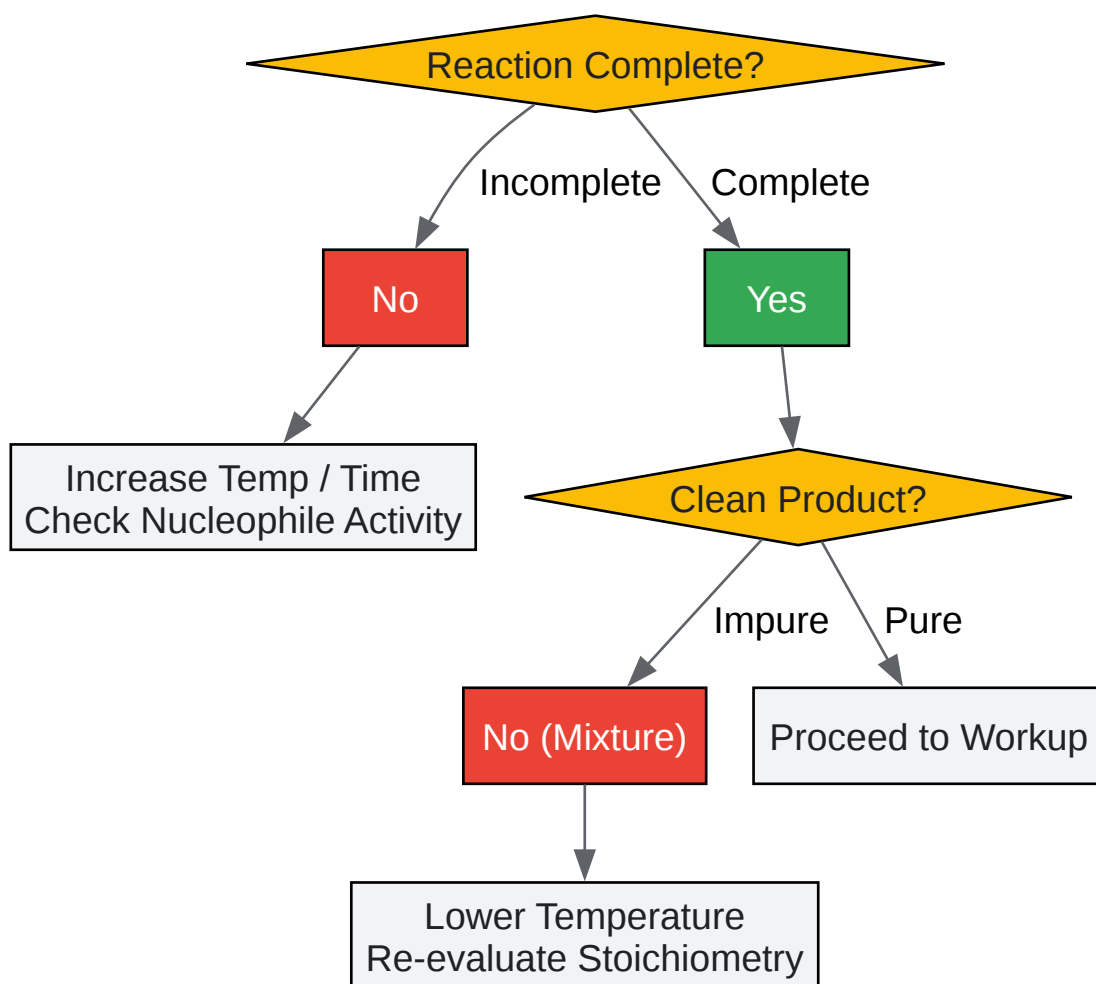 Reaction Complete?
Incomplete
Complete
No
Yes
Increase Temp / Time
Check Nucleophile Activity
Clean Product?
Impure
Pure
No (Mixture)
Proceed to Workup
Lower Temperature
Re-evaluate Stoichiometry